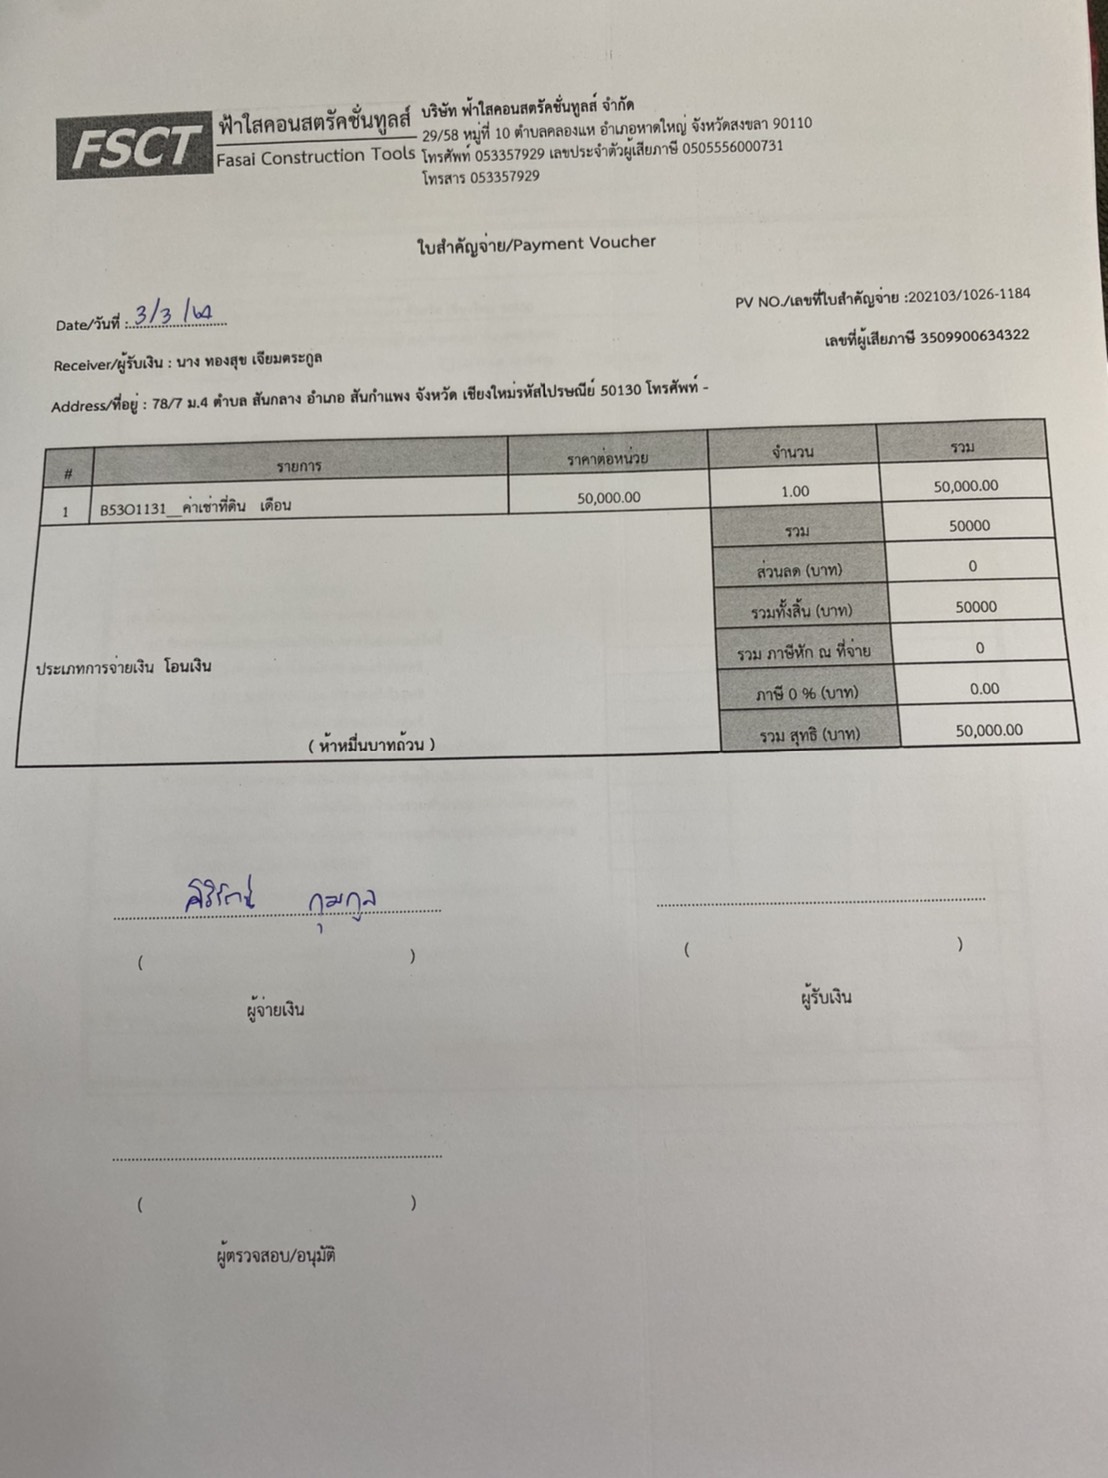 FSCT
ฟ้าใสคอนสตรัคชั่นทูลส์
Fasai Construction Tools
บริษัท ฟ้าใสคอนสตรัคชั่นทูลส์ จำกัด
29/58 หมู่ที่ 10 ตำบลคลองแห อำเภอหาดใหญ่ จังหวัดสงขลา 90110
โทรศัพท์ 053357929 เลขประจำตัวผู้เสียภาษี 0505556000731
โทรสาร 053357929
ใบสำคัญจ่าย/Payment Voucher
PV NO./เลขที่ใบสำคัญจ่าย :202103/1026-1184
Date/วันที่ : 3/3/64
เลขที่ผู้เสียภาษี 3509900634322
Receiver/ผู้รับเงิน : นาง ทองสุข เจียมตระกูล
Address/ที่อยู่ : 78/7 ม.4 ตำบล สันกลาง อำเภอ สันกำแพง จังหวัด เชียงใหม่รหัสไปรษณีย์ 50130 โทรศัพท์ -
# รายการ ราคาต่อหน่วย จำนวน รวม
1 B53O1131__ค่าเช่าที่ดิน เดือน 50,000.00 1.00 50,000.00
รวม 50000
ส่วนลด (บาท) 0
รวมทั้งสิ้น (บาท) 50000
รวม ภาษีหัก ณ ที่จ่าย 0
ประเภทการจ่ายเงิน โอนเงิน
ภาษี 0 % (บาท) 0.00
( ห้าหมื่นบาทถ้วน ) รวม สุทธิ (บาท) 50,000.00
( ) ( )
ผู้จ่ายเงิน ผู้รับเงิน
( )
ผู้ตรวจสอบ/อนุมัติ